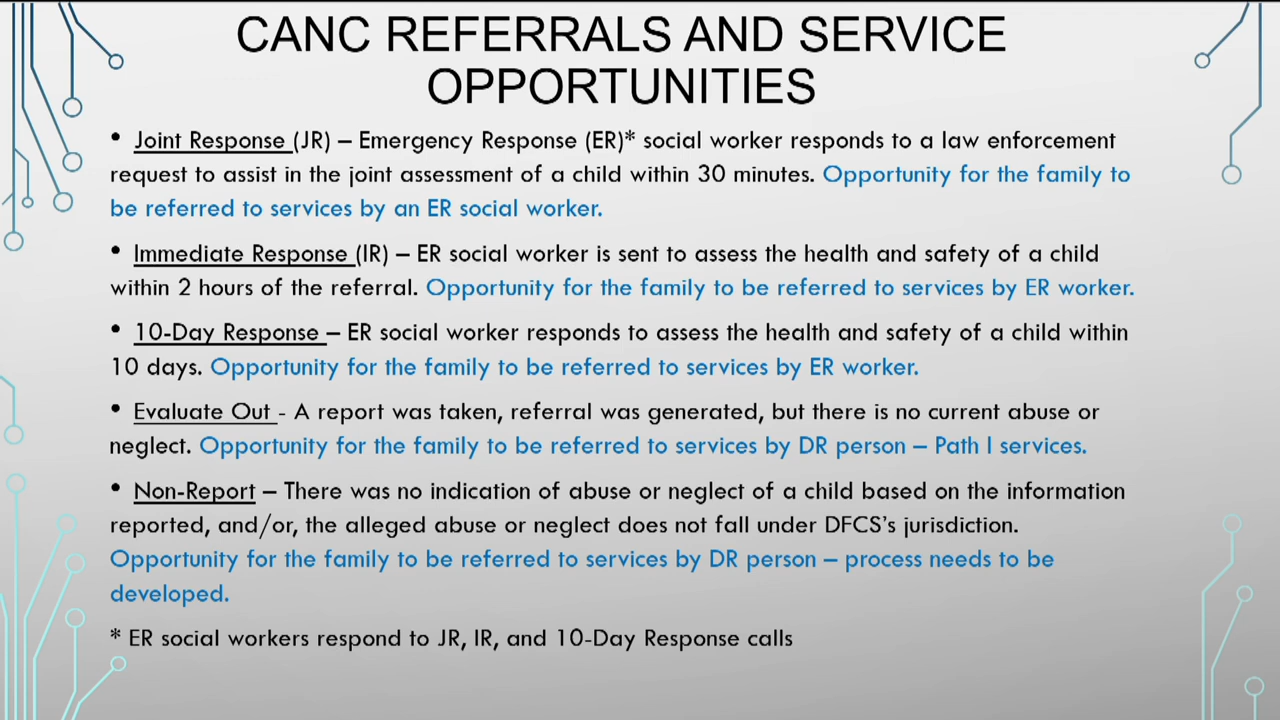 CANC REFERRALS AND SERVICE
OPPORTUNITIES
• Joint Response (JR) – Emergency Response (ER)* social worker responds to a law enforcement
request to assist in the joint assessment of a child within 30 minutes. Opportunity for the family to
be referred to services by an ER social worker.
• Immediate Response (IR) – ER social worker is sent to assess the health and safety of a child
within 2 hours of the referral. Opportunity for the family to be referred to services by ER worker.
• 10-Day Response – ER social worker responds to assess the health and safety of a child within
10 days. Opportunity for the family to be referred to services by ER worker.
• Evaluate Out - A report was taken, referral was generated, but there is no current abuse or
neglect. Opportunity for the family to be referred to services by DR person – Path I services.
• Non-Report – There was no indication of abuse or neglect of a child based on the information
reported, and/or, the alleged abuse or neglect does not fall under DFCS's jurisdiction.
Opportunity for the family to be referred to services by DR person – process needs to be
developed.
* ER social workers respond to JR, IR, and 10-Day Response calls